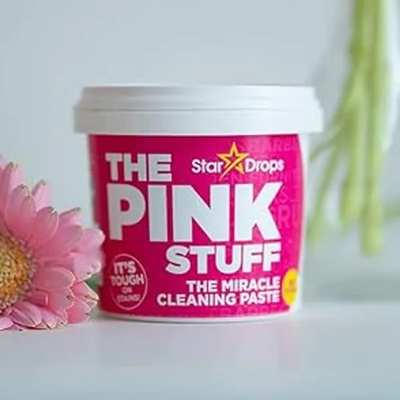 THE
Star Drops
PINK
STUFF
IT'S
TOUGH
ON
STAINS!
THE MIRACLE
CLEANING PASTE